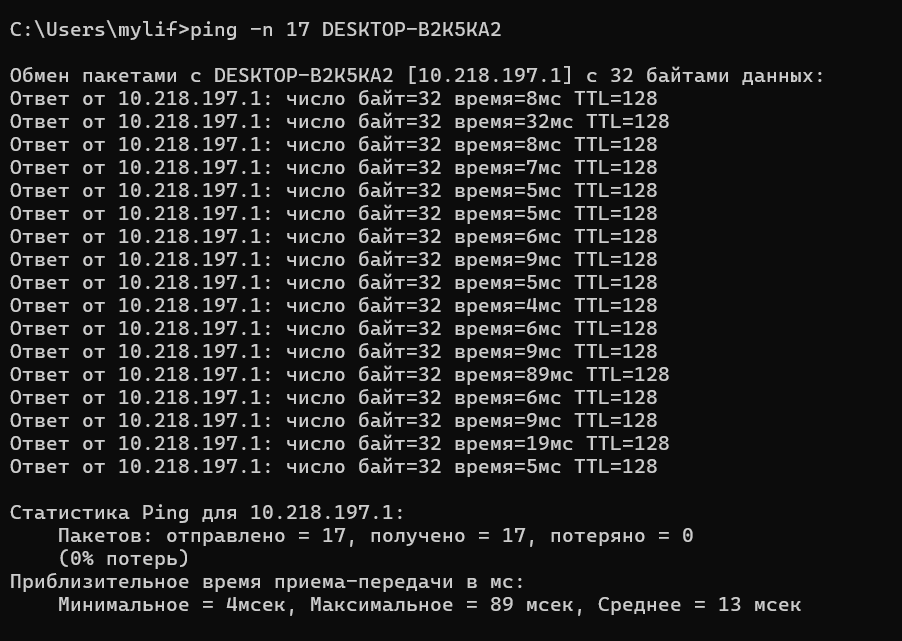 C:\Users\mylif>ping -n 17 DESKTOP-B2K5KA2
Обмен пакетами с DESKTOP-B2K5KA2 [10.218.197.1] с 32 байтами данных:
Ответ от 10.218.197.1: число байт=32 время=8мс TTL=128
Ответ от 10.218.197.1: число байт=32 время=32мс TTL=128
Ответ от 10.218.197.1: число байт=32 время=8мс TTL=128
Ответ от 10.218.197.1: число байт=32 время=7мс TTL=128
Ответ от 10.218.197.1: число байт=32 время=5мс TTL=128
Ответ от 10.218.197.1: число байт=32 время=5мс TTL=128
Ответ от 10.218.197.1: число байт=32 время=6мс TTL=128
Ответ от 10.218.197.1: число байт=32 время=9мс TTL=128
Ответ от 10.218.197.1: число байт=32 время=5мс TTL=128
Ответ от 10.218.197.1: число байт=32 время=4мс TTL=128
Ответ от 10.218.197.1: число байт=32 время=6мс TTL=128
Ответ от 10.218.197.1: число байт=32 время=9мс TTL=128
Ответ от 10.218.197.1: число байт=32 время=89мс TTL=128
Ответ от 10.218.197.1: число байт=32 время=6мс TTL=128
Ответ от 10.218.197.1: число байт=32 время=9мс TTL=128
Ответ от 10.218.197.1: число байт=32 время=19мс TTL=128
Ответ от 10.218.197.1: число байт=32 время=5мс TTL=128
Статистика Ping для 10.218.197.1:
Пакетов: отправлено = 17, получено = 17, потеряно = 0
(0% потерь)
Приблизительное время приема-передачи в мс:
Минимальное = 4мсек, Максимальное = 89 мсек, Среднее = 13 мсек